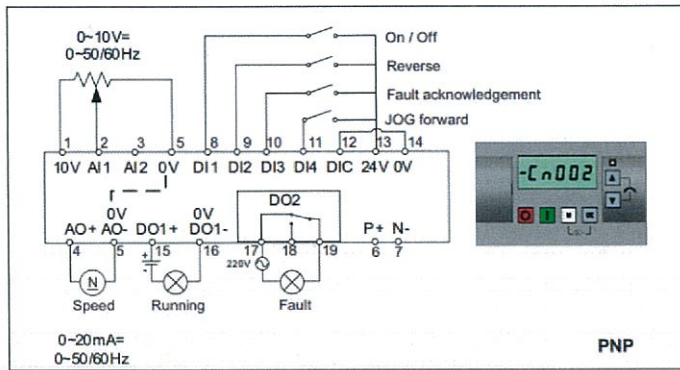 0~10V=
0~50/60Hz
On / Off
Reverse
Fault acknowledgement
JOG forward
1 2 3 5 8 9 10 11 12 13 14
10V AI1 AI2 0V DI1 DI2 DI3 DI4 DIC 24V 0V
-Cn002
DO2
0V 0V
AO+ AO- DO1+ DO1- P+ N-
4 5 15 16 17 18 19 6 7
220V
N
Speed Running Fault
0~20mA=
0~50/60Hz
PNP